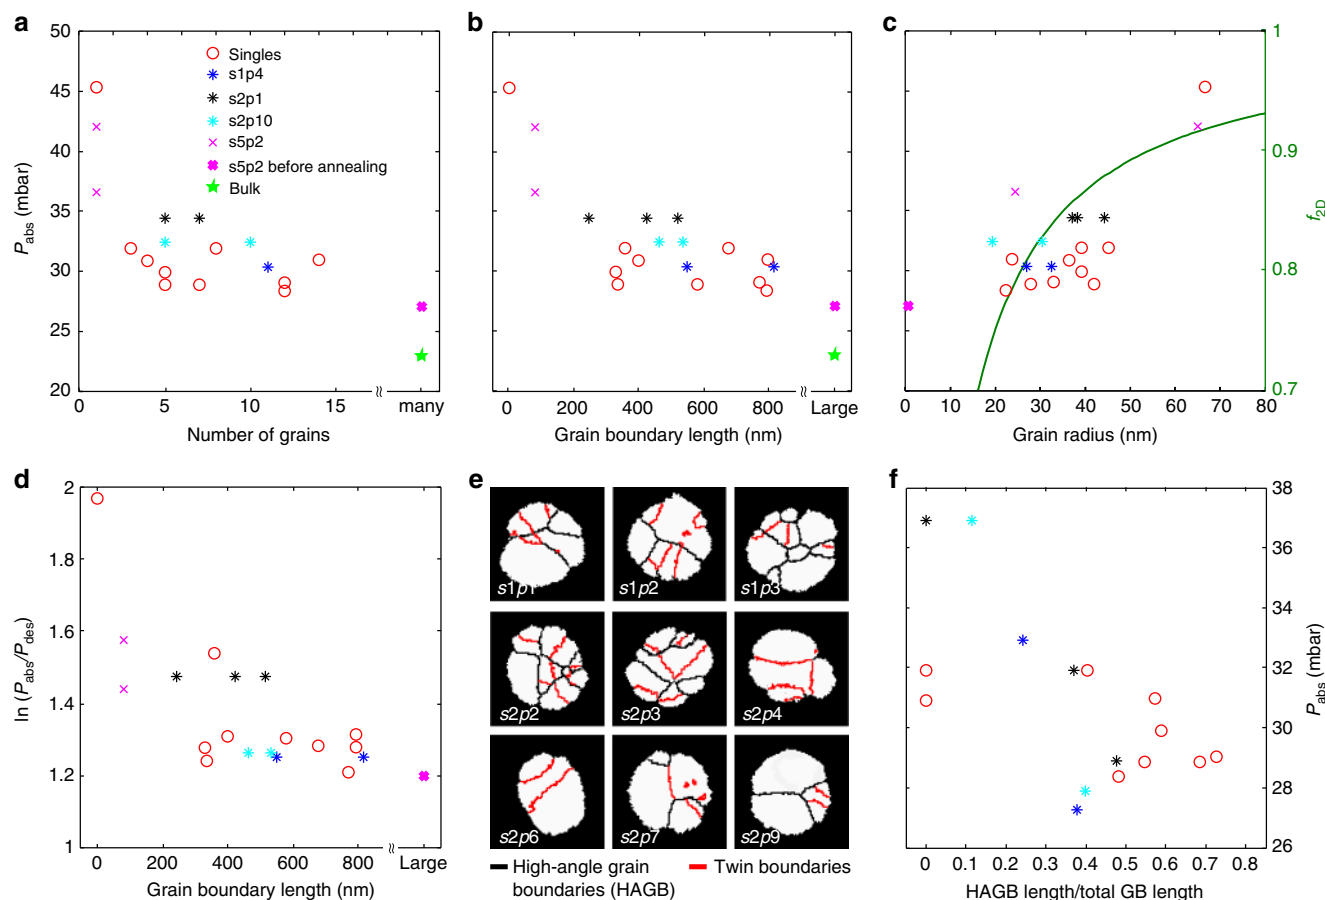 a
50
45
40
35
30
25
20
P_abs (mbar)
0
5
10
15
many
Number of grains
Singles
s1p4
s2p1
s2p10
s5p2
s5p2 before annealing
Bulk
b
0
200
400
600
800
Large
Grain boundary length (nm)
c
1
0.9
0.8
0.7
f_2D
0
10
20
30
40
50
60
70
80
Grain radius (nm)
d
2
1.8
1.6
1.4
1.2
1
ln (P_abs/P_des)
0
200
400
600
800
Large
Grain boundary length (nm)
e
s1p1
s1p2
s1p3
s2p2
s2p3
s2p4
s2p6
s2p7
s2p9
High-angle grain
boundaries (HAGB)
Twin boundaries
f
38
36
34
32
30
28
26
P_abs (mbar)
0
0.1
0.2
0.3
0.4
0.5
0.6
0.7
0.8
HAGB length/total GB length